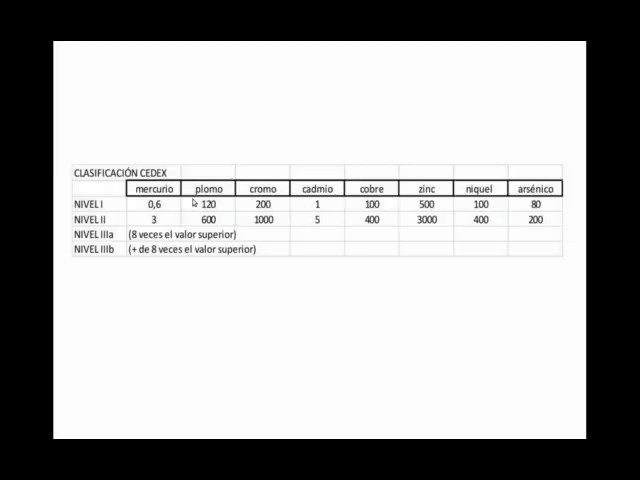 CLASIFICACIÓN CEDEX
mercurio plomo cromo cadmio cobre zinc niquel arsénico
NIVEL I 0,6 120 200 1 100 500 100 80
NIVEL II 3 600 1000 5 400 3000 400 200
NIVEL IIIa (8 veces el valor superior)
NIVEL IIIb (+ de 8 veces el valor superior)